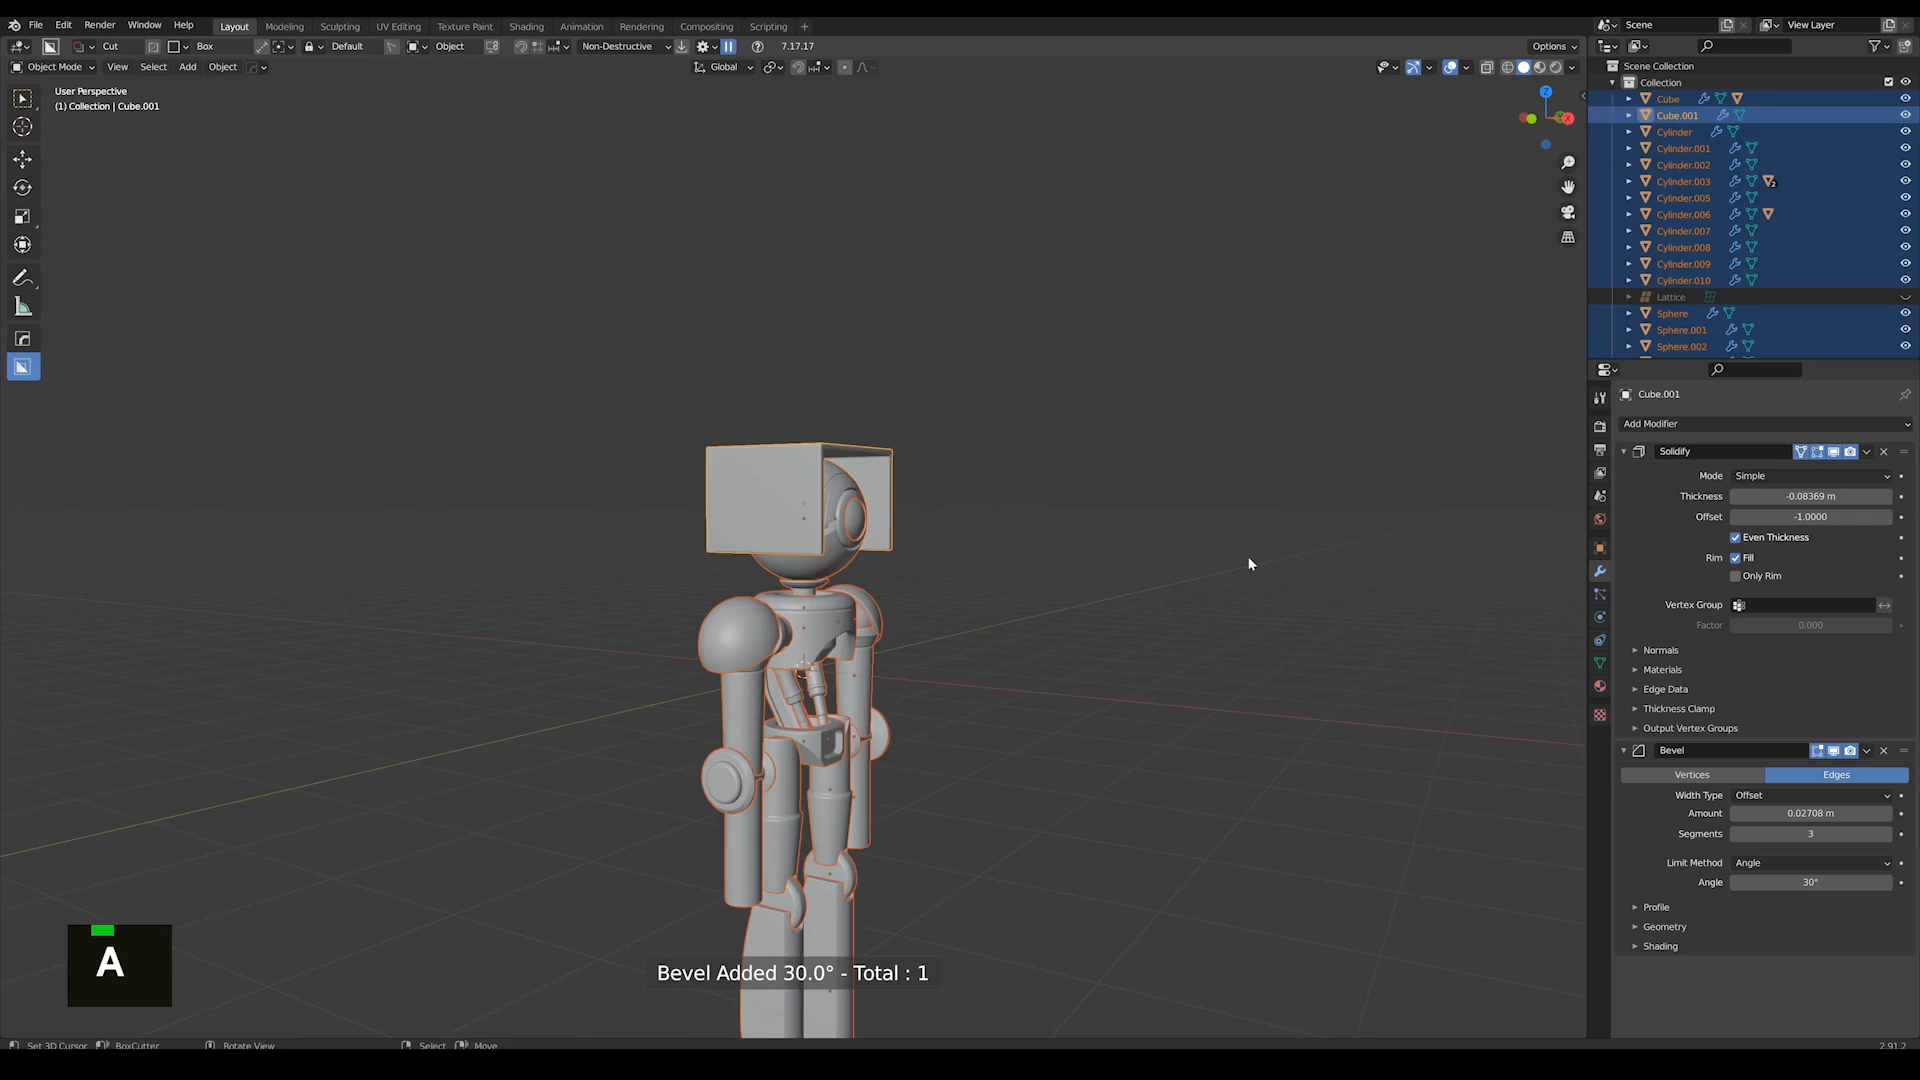 File Edit Render Window Help Layout Modeling Sculpting UV Editing Texture Paint Shading Animation Rendering Compositing Scripting + Scene View Layer
Cut Box Default Object Non-Destructive 7.17.17 Options
Object Mode View Select Add Object Global
User Perspective
(1) Collection | Cube.001
Z
X
Scene Collection
Collection
Cube
Cube.001
Cylinder
Cylinder.001
Cylinder.002
Cylinder.003 2
Cylinder.005
Cylinder.006
Cylinder.007
Cylinder.008
Cylinder.009
Cylinder.010
Lattice
Sphere
Sphere.001
Sphere.002
Cube.001
Add Modifier
Solidify
Mode Simple
Thickness -0.08369 m
Offset -1.0000
Even Thickness
Rim Fill
Only Rim
Vertex Group
Factor 0.000
Normals
Materials
Edge Data
Thickness Clamp
Output Vertex Groups
Bevel
Vertices Edges
Width Type Offset
Amount 0.02708 m
Segments 3
Limit Method Angle
Angle 30°
Profile
Geometry
Shading
A
Bevel Added 30.0° - Total : 1
Set 3D Cursor BoxCutter Rotate View Select Move 2.91.2